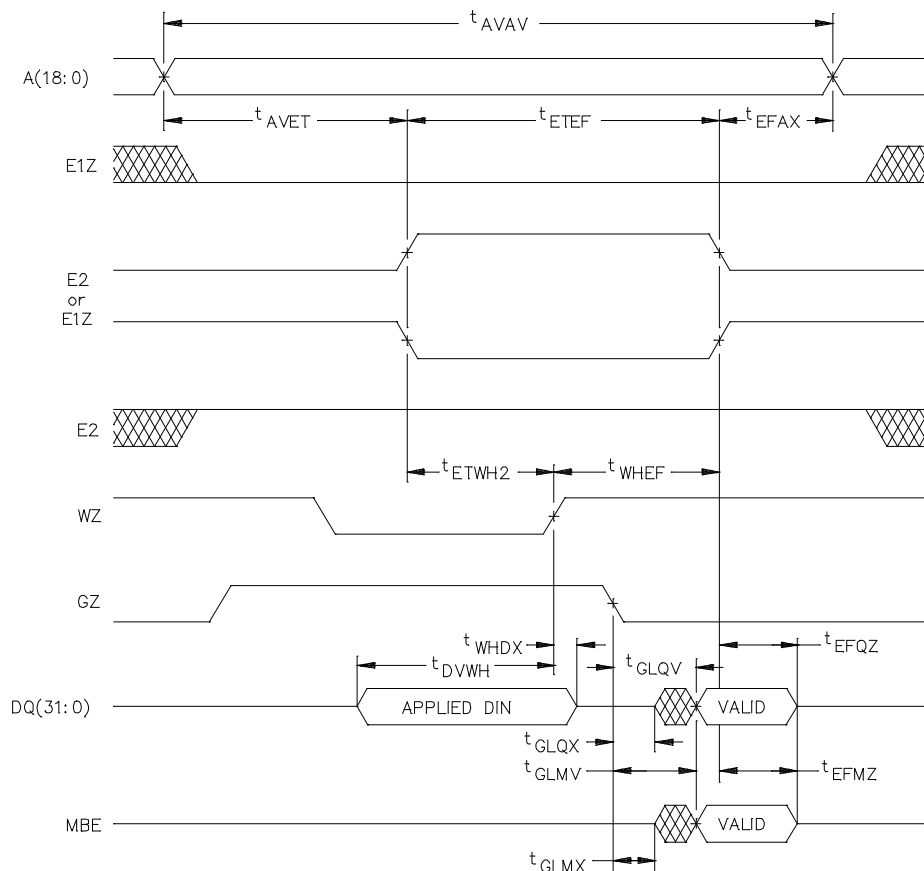 tAVAV
A(18:0)
tAVET
tETEF
tEFAX
E1Z
E2
or
E1Z
E2
tETWH2
tWHEF
WZ
GZ
tWHDX
tEFQZ
tDVWH
tGLQV
DQ(31:0)
APPLIED DIN
VALID
tGLQX
tGLMV
tEFMZ
MBE
VALID
tGLMX